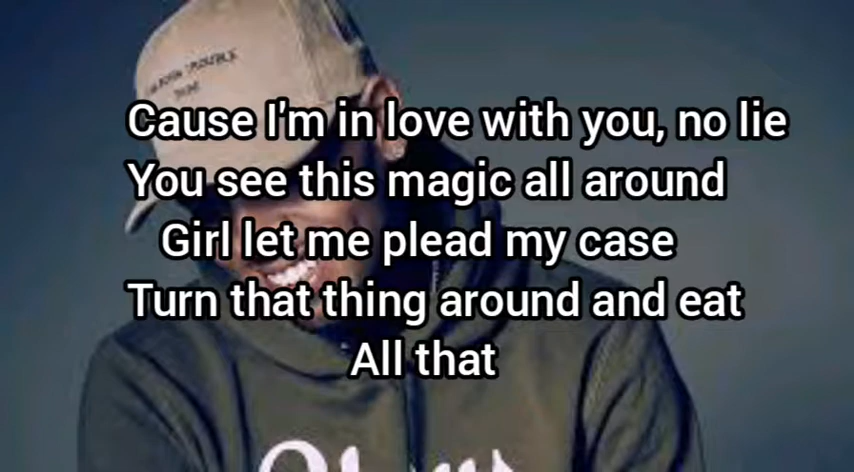 Cause I'm in love with you, no lie
You see this magic all around
Girl let me plead my case
Turn that thing around and eat
All that